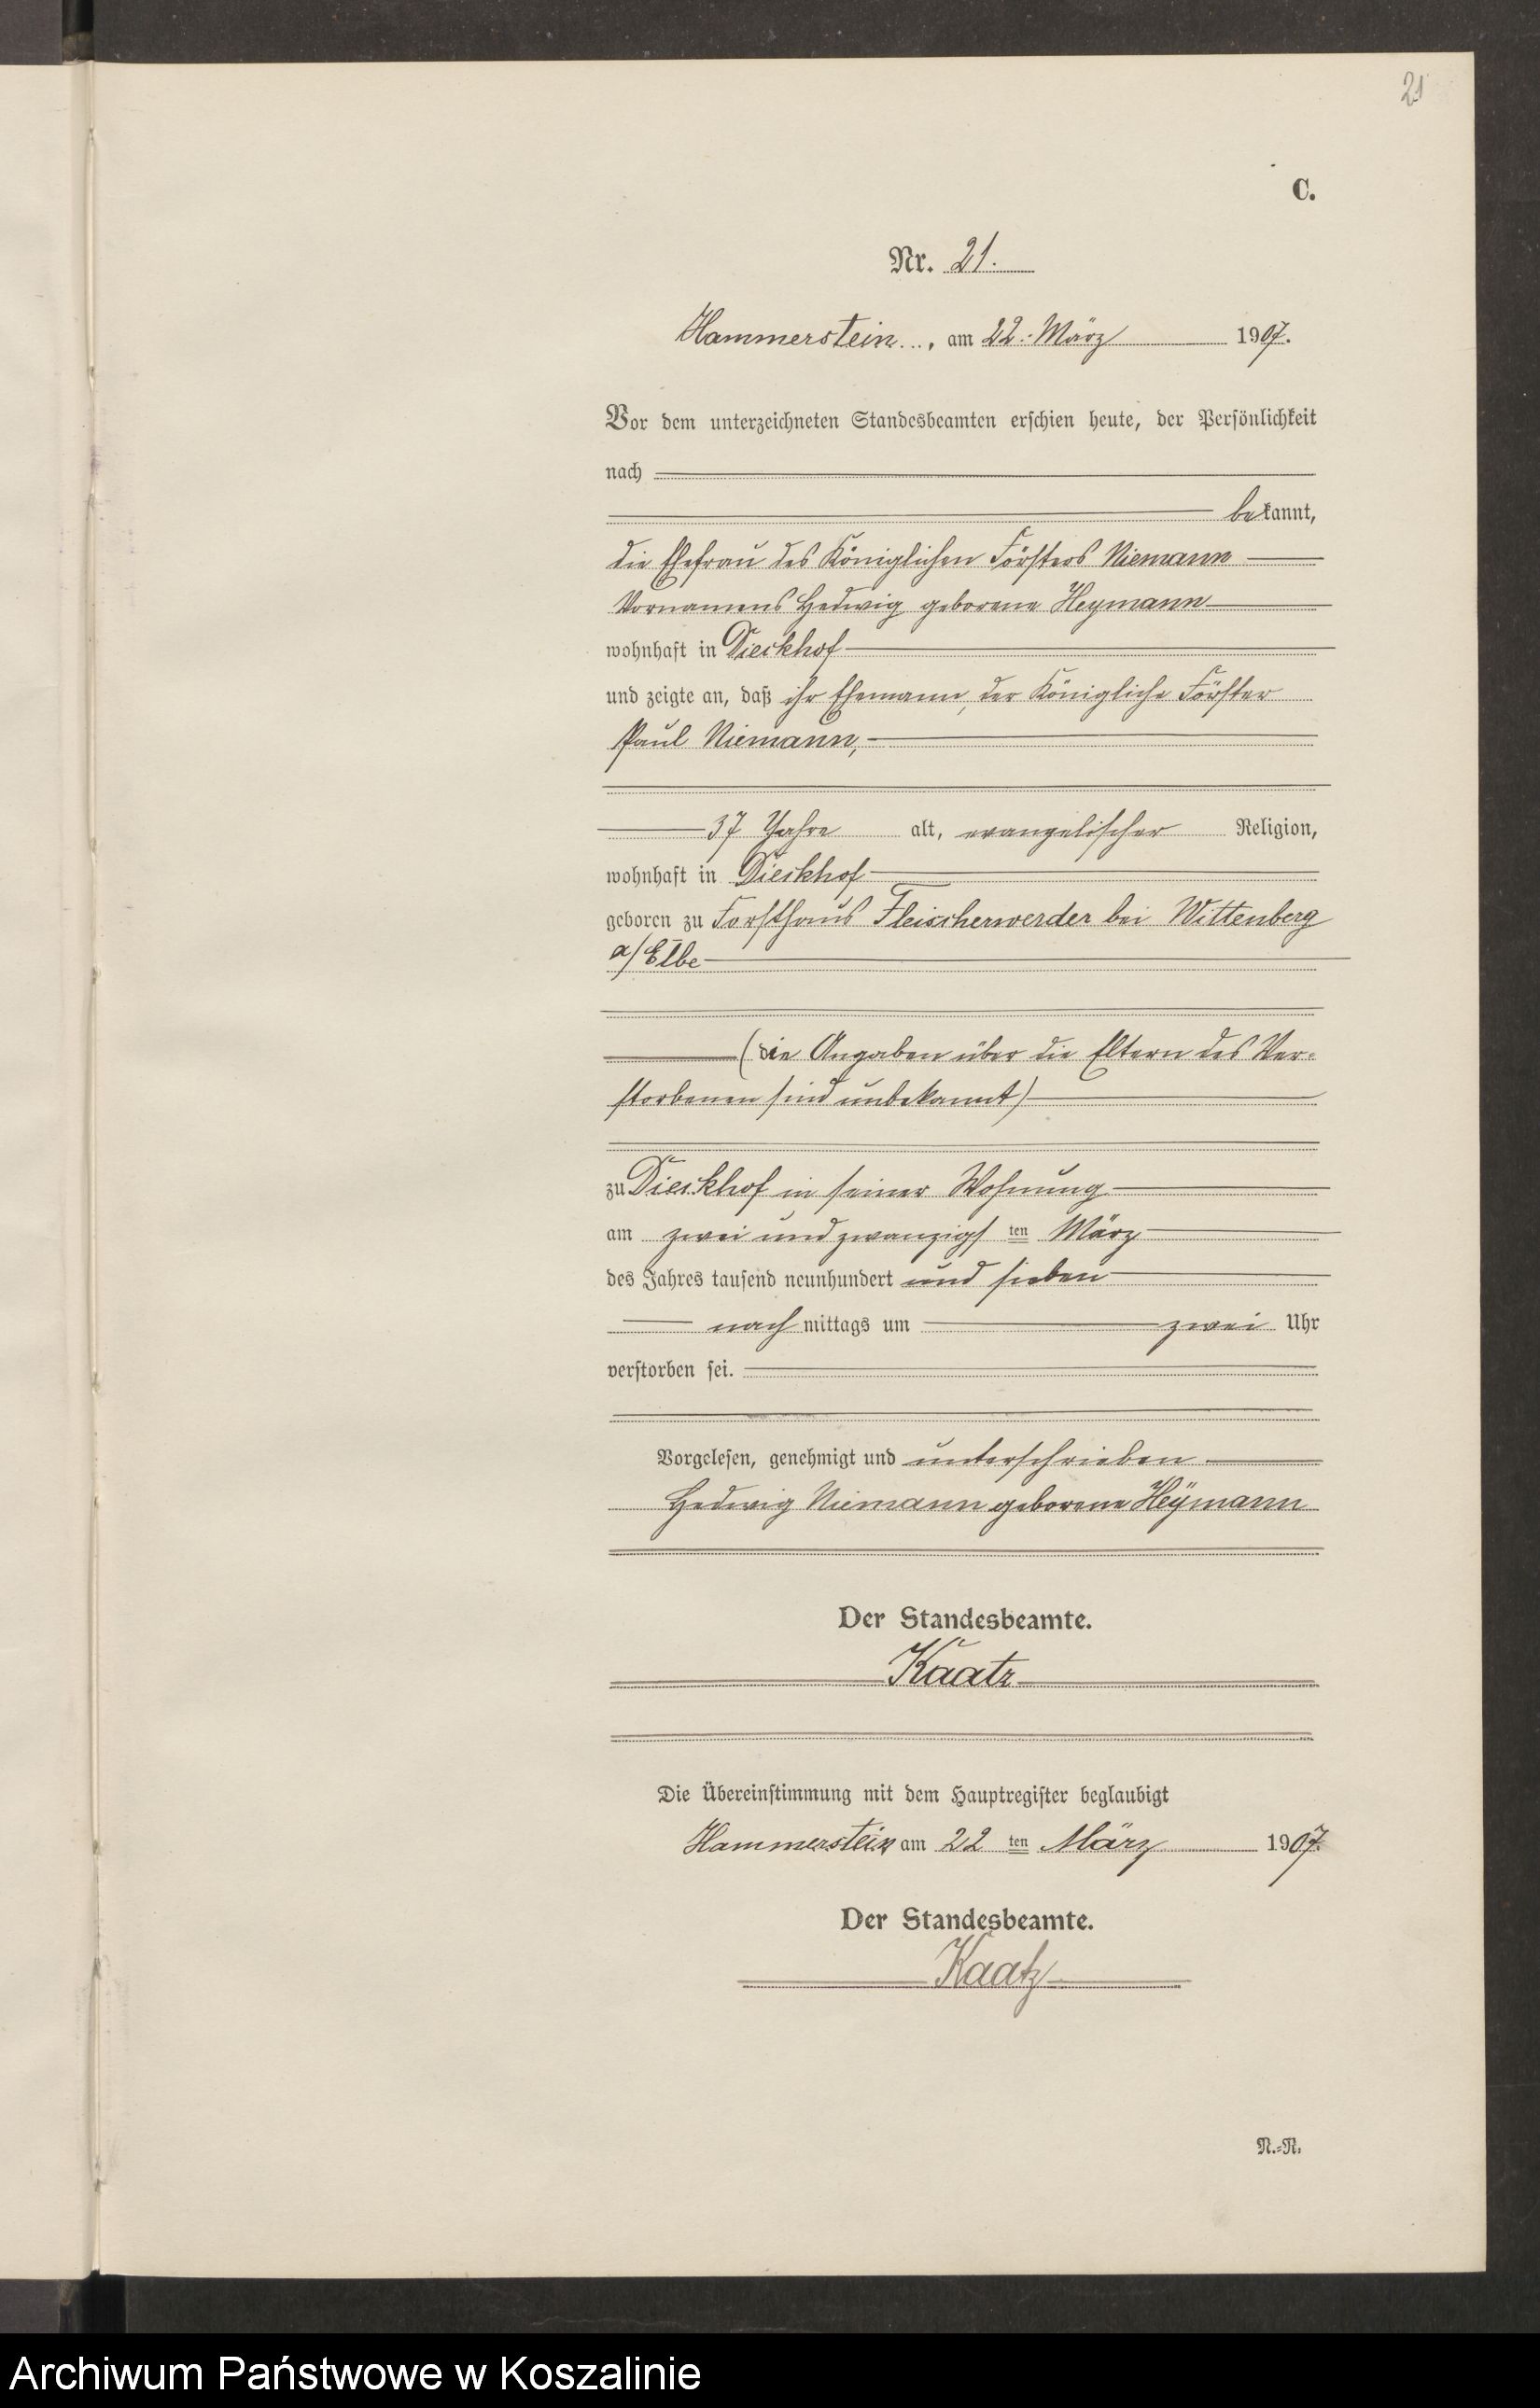 21
C.
Nr. 21.
Hammerstein..., am 22. März 1907.
Vor dem unterzeichneten Standesbeamten erschien heute, der Persönlichkeit
nach
bekannt,
die Ehefrau des Königlichen Försters Niemann
Vornamens Hedwig geborene Heymann
wohnhaft in Dieckhof
und zeigte an, daß ihr Ehemann, der Königliche Förster
Paul Niemann,
37 Jahre alt, evangelischer Religion,
wohnhaft in Dieckhof
geboren zu Forsthaus Fleischerwerder bei Wittenberg
a/Elbe
(die Angaben über die Eltern des Ver-
storbenen sind unbekannt)
zu Dieckhof in seiner Wohnung
am zwei und zwanzigs ten März
des Jahres tausend neunhundert und sieben
nach mittags um zwei Uhr
verstorben sei.
Vorgelesen, genehmigt und unterschrieben
Hedwig Niemann geborene Heÿmann
Der Standesbeamte.
Kaatz
Die Übereinstimmung mit dem Hauptregister beglaubigt
Hammerstein am 22 ten März 1907.
Der Standesbeamte.
Kaatz
N.-R.
Archiwum Państwowe w Koszalinie